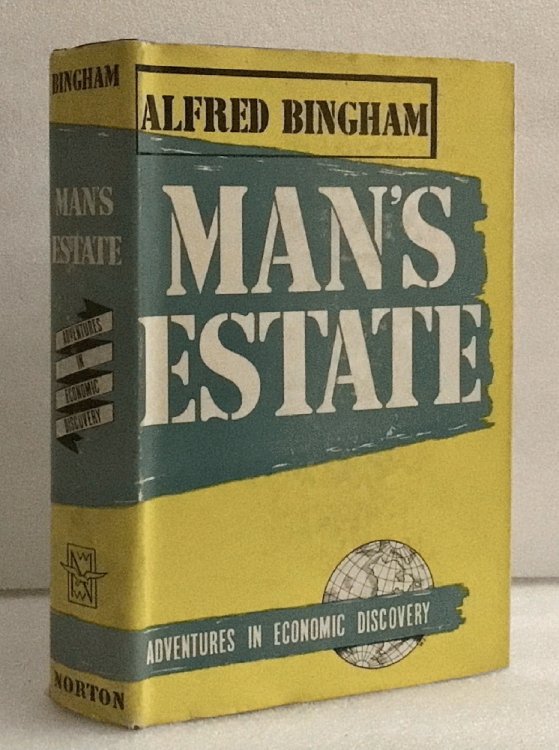 BINGHAM
MAN'S
ESTATE
ADVENTURES
IN
ECONOMIC
DISCOVERY
NORTON
ALFRED BINGHAM
MAN'S
ESTATE
ADVENTURES IN ECONOMIC DISCOVERY